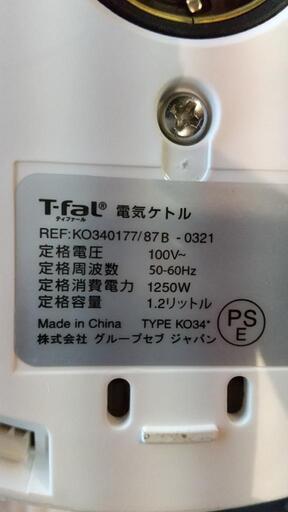 T-fal® 電気ケトル
ティファール
REF:KO340177/87B - 0321
定格電圧 100V~
定格周波数 50-60Hz
定格消費電力 1250W
定格容量 1.2リットル
Made in China TYPE KO34*
株式会社 グループセブ ジャパン
PS
E